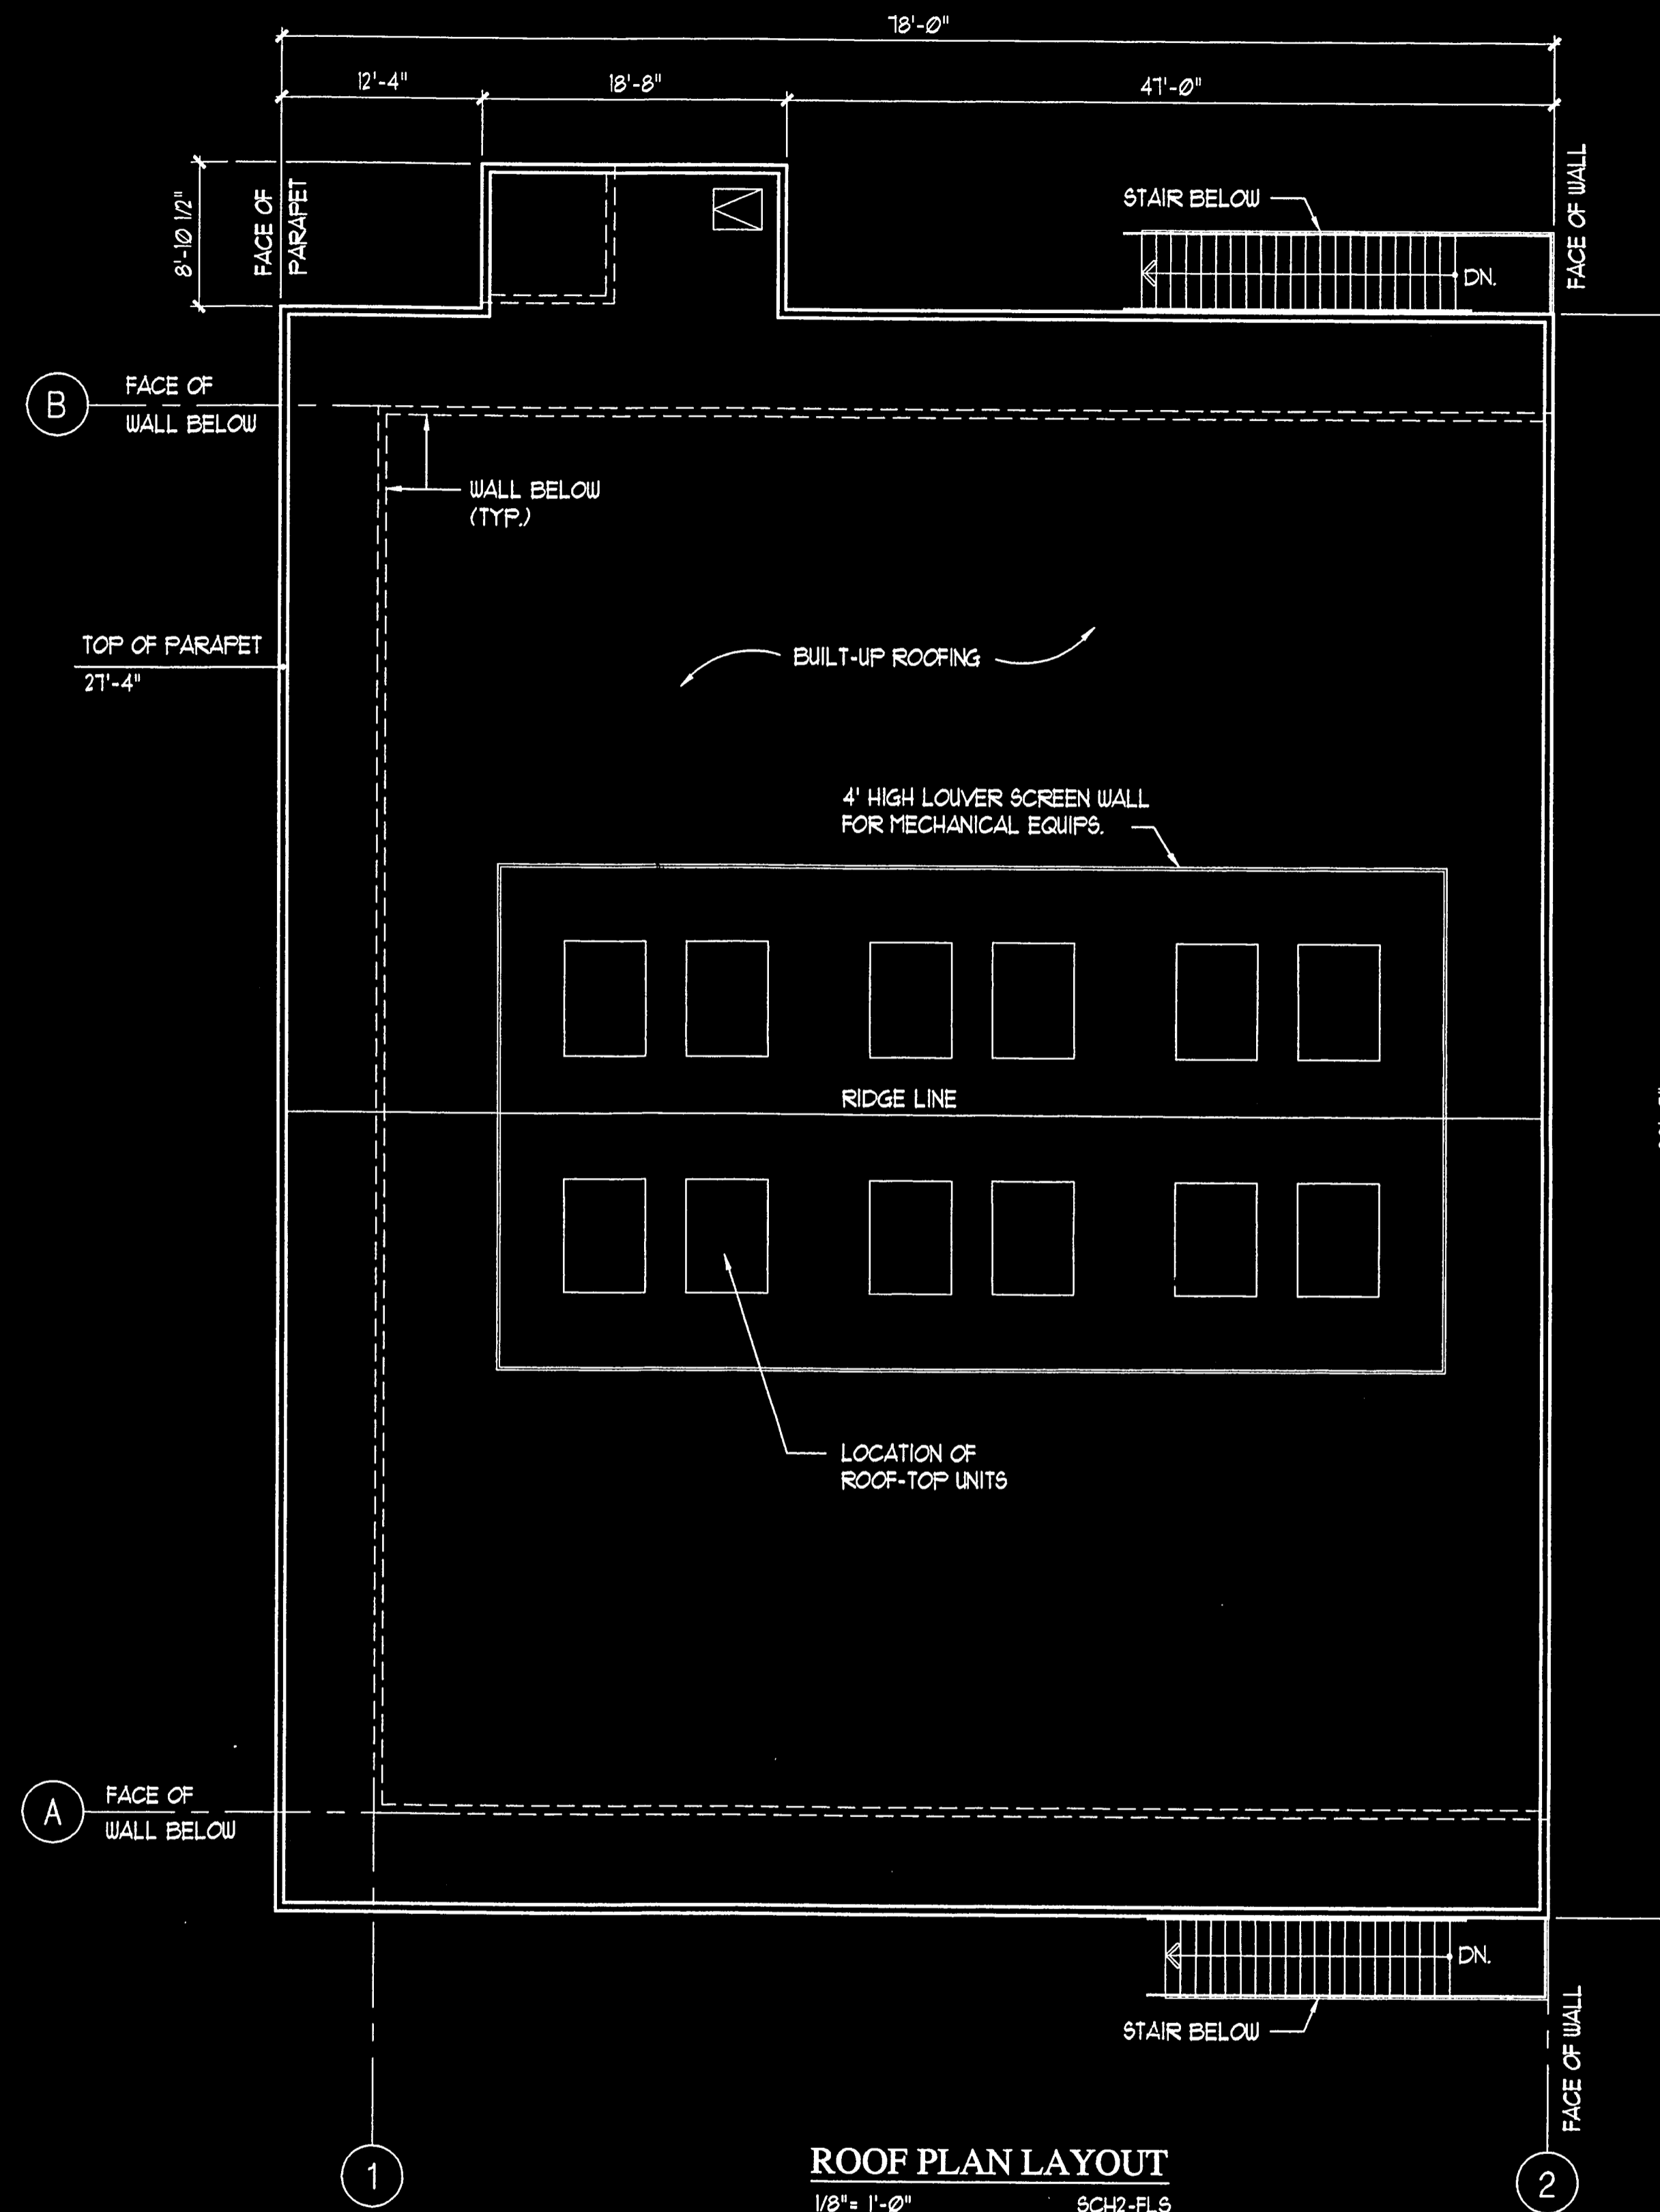 78'-0"
12'-4"
18'-8"
47'-0"
8'-10 1/2"
FACE OF
PARAPET
STAIR BELOW
FACE OF WALL
DN.
B
FACE OF
WALL BELOW
WALL BELOW
(TYP.)
TOP OF PARAPET
27'-4"
BUILT-UP ROOFING
4' HIGH LOUVER SCREEN WALL
FOR MECHANICAL EQUIPS.
RIDGE LINE
LOCATION OF
ROOF-TOP UNITS
A
FACE OF
WALL BELOW
DN.
STAIR BELOW
FACE OF WALL
1
2
ROOF PLAN LAYOUT
1/8"= 1'-0"
SCH2-FLS